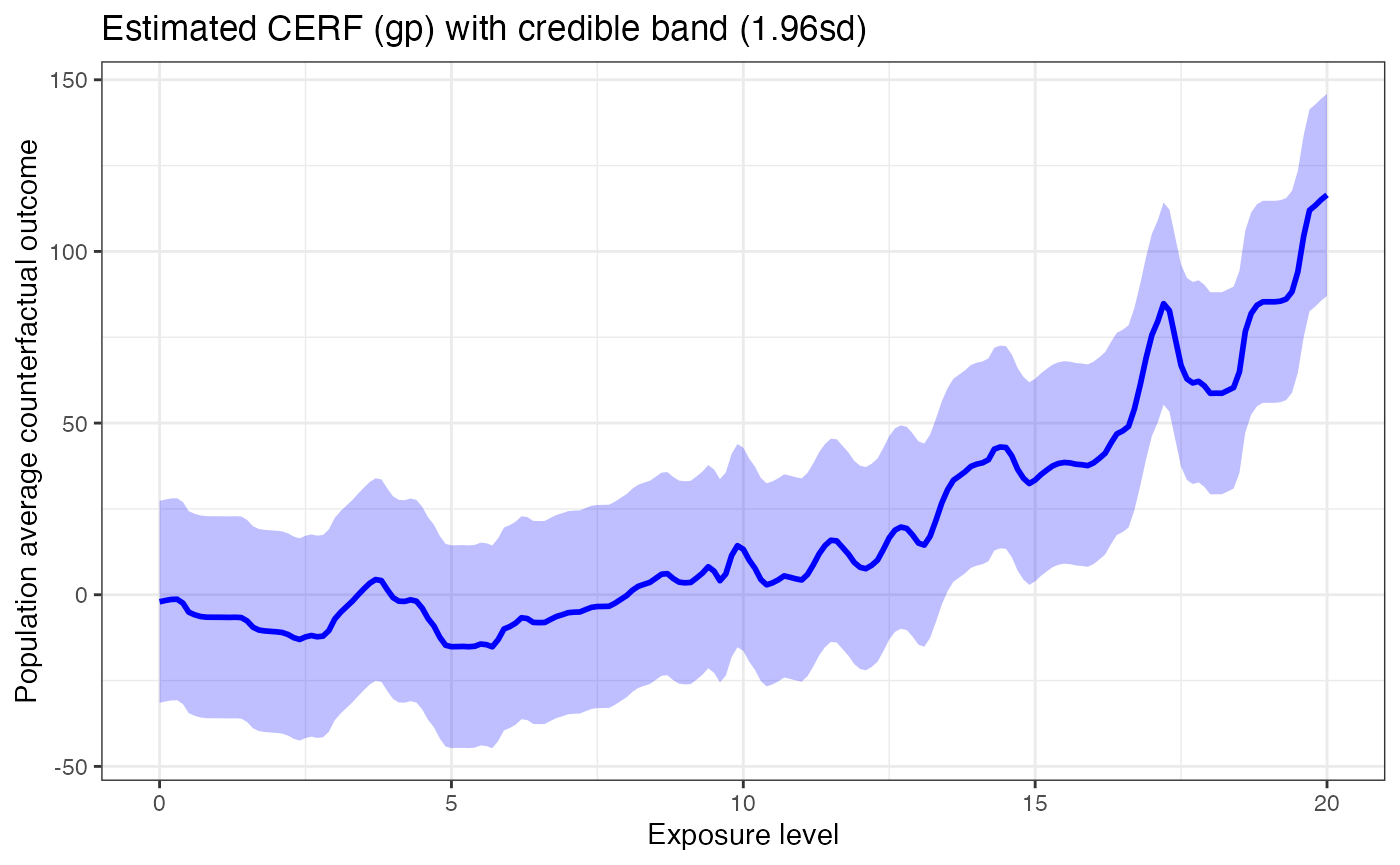 Estimated CERF (gp) with credible band (1.96sd)
Population average counterfactual outcome
150
100
50
0
-50
0 5 10 15 20
Exposure level